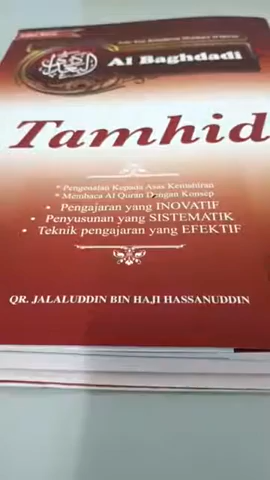 Al Baghdadi
Tamhid
* Pengenalan Kepada Asas Kemahiran
* Membaca Al Quran Dengan Konsep
• Pengajaran yang INOVATIF
• Penyusunan yang SISTEMATIK
• Teknik pengajaran yang EFEKTIF
QR. JALALUDDIN BIN HAJI HASSANUDDIN